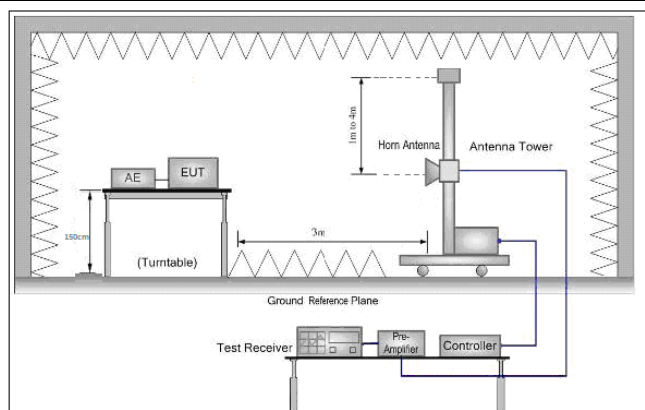 1m to 4m
Horn Antenna
Antenna Tower
AE
EUT
150cm
(Turntable)
3m
Ground Reference Plane
Test Receiver
Pre-
Amplifier
Controller